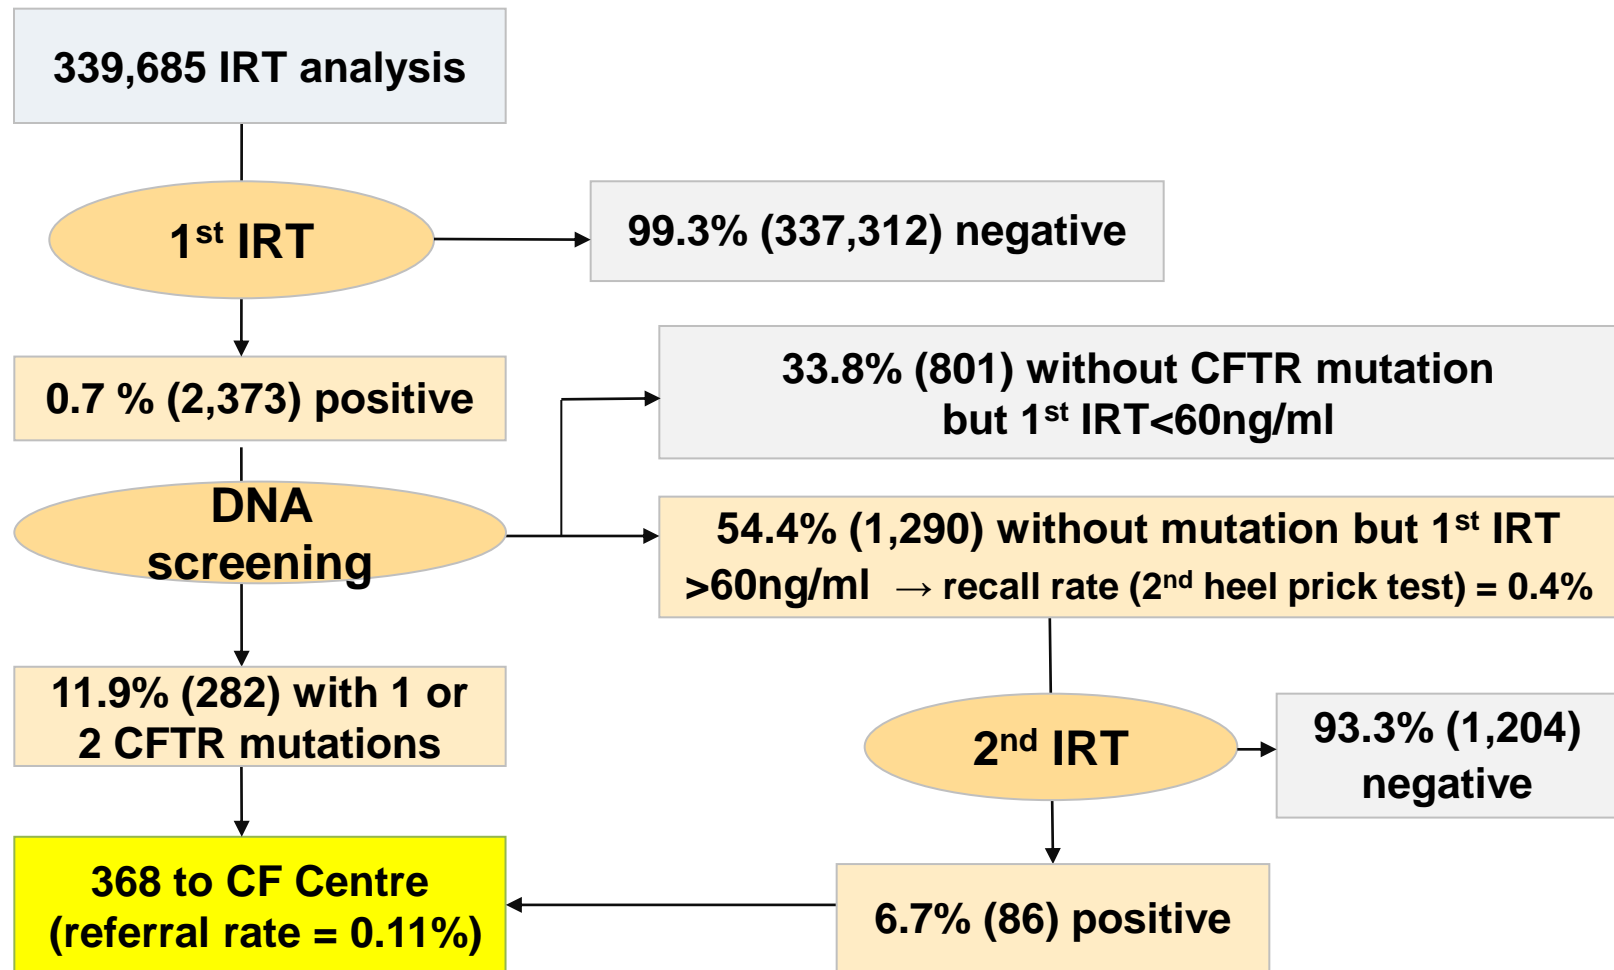 339,685 IRT analysis
1st IRT
99.3% (337,312) negative
0.7 % (2,373) positive
33.8% (801) without CFTR mutation
but 1st IRT<60ng/ml
DNA
screening
54.4% (1,290) without mutation but 1st IRT
>60ng/ml → recall rate (2nd heel prick test) = 0.4%
11.9% (282) with 1 or
2 CFTR mutations
2nd IRT
93.3% (1,204)
negative
368 to CF Centre
(referral rate = 0.11%)
6.7% (86) positive